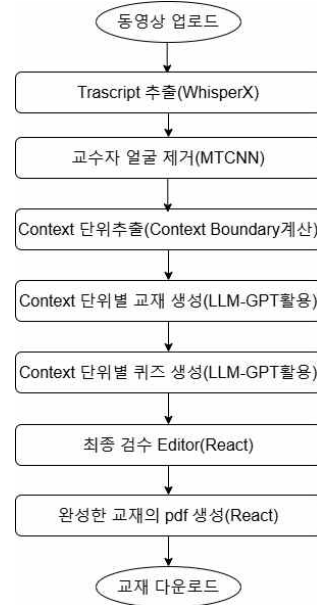 동영상 업로드
Trascript 추출(WhisperX)
교수자 얼굴 제거(MTCNN)
Context 단위추출(Context Boundary계산)
Context 단위별 교재 생성(LLM-GPT활용)
Context 단위별 퀴즈 생성(LLM-GPT활용)
최종 검수 Editor(React)
완성한 교재의 pdf 생성(React)
교재 다운로드